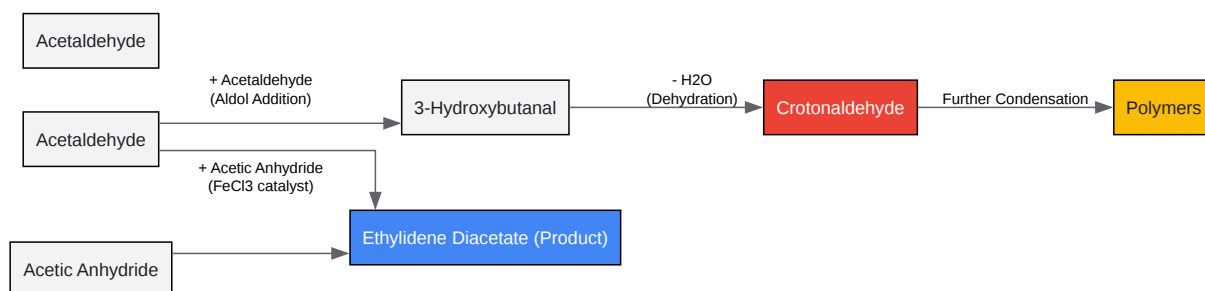 Acetaldehyde
+ Acetaldehyde
(Aldol Addition)
3-Hydroxybutanal
- H2O
(Dehydration)
Crotonaldehyde
Further Condensation
Polymers
Acetaldehyde
+ Acetic Anhydride
(FeCl3 catalyst)
Ethylidene Diacetate (Product)
Acetic Anhydride